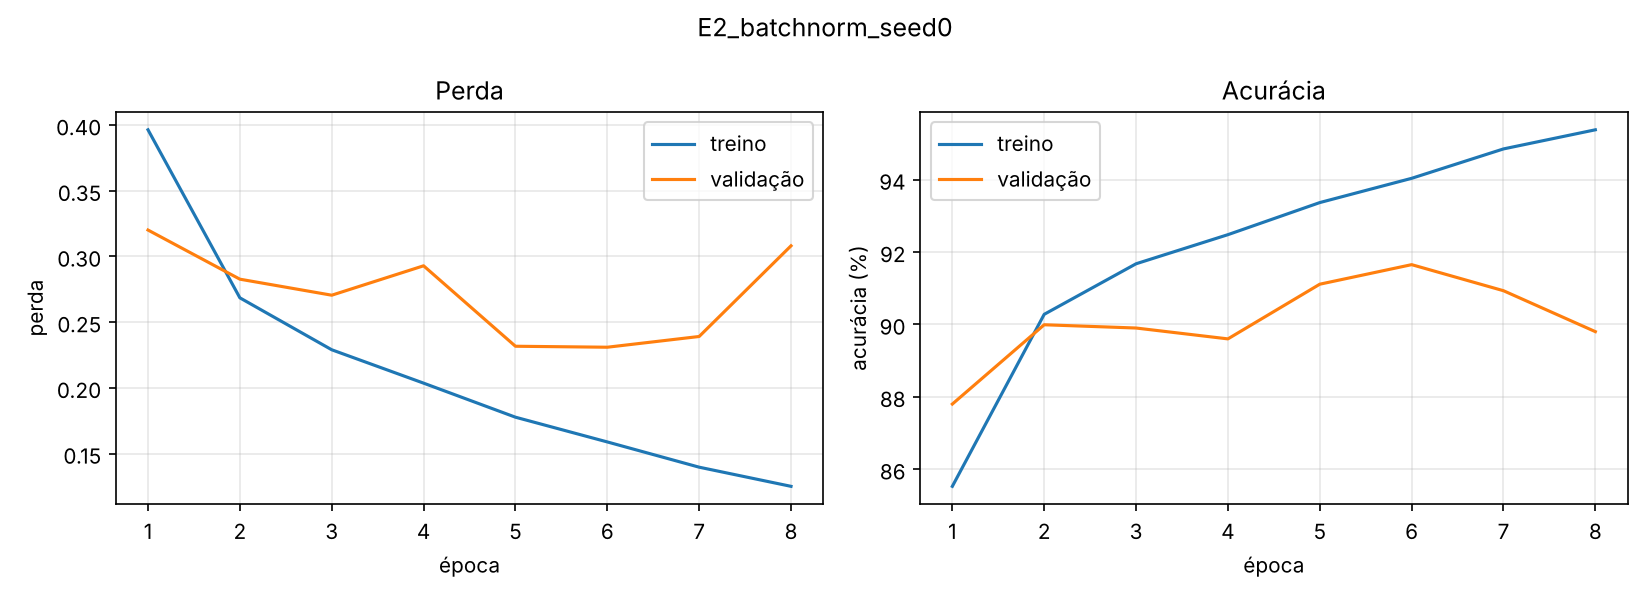 E2_batchnorm_seed0
Perda
0.40
0.35
0.30
0.25
0.20
0.15
perda
treino
validação
1 2 3 4 5 6 7 8
época
Acurácia
94
92
90
88
86
acurácia (%)
treino
validação
1 2 3 4 5 6 7 8
época